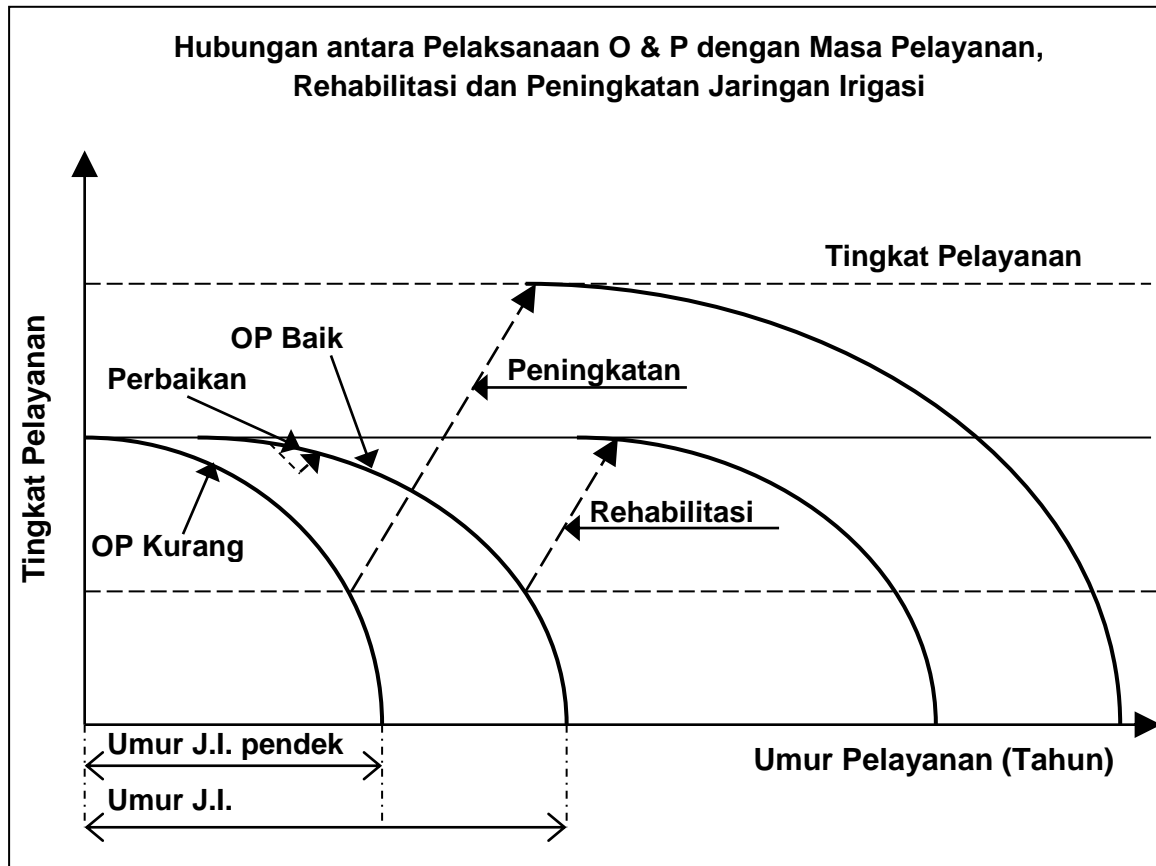 Hubungan antara Pelaksanaan O & P dengan Masa Pelayanan,
Rehabilitasi dan Peningkatan Jaringan Irigasi
Tingkat Pelayanan
OP Baik
Perbaikan
Peningkatan
Tingkat Pelayanan
Rehabilitasi
OP Kurang
Umur J.I. pendek
Umur Pelayanan (Tahun)
Umur J.I.